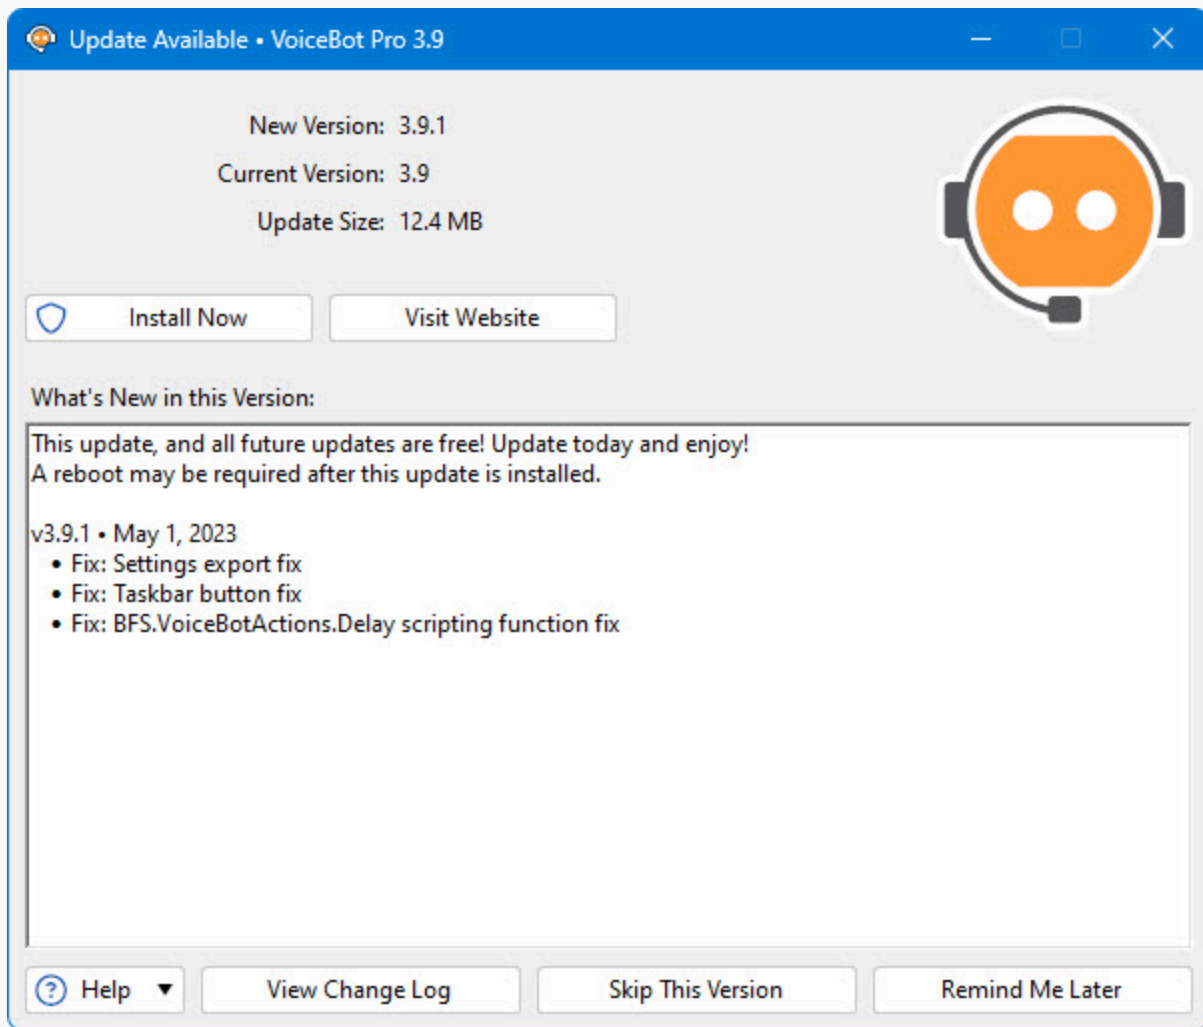 Update Available • VoiceBot Pro 3.9
New Version: 3.9.1
Current Version: 3.9
Update Size: 12.4 MB
Install Now
Visit Website
What's New in this Version:
This update, and all future updates are free! Update today and enjoy!
A reboot may be required after this update is installed.
v3.9.1 • May 1, 2023
• Fix: Settings export fix
• Fix: Taskbar button fix
• Fix: BFS.VoiceBotActions.Delay scripting function fix
? Help ▼
View Change Log
Skip This Version
Remind Me Later